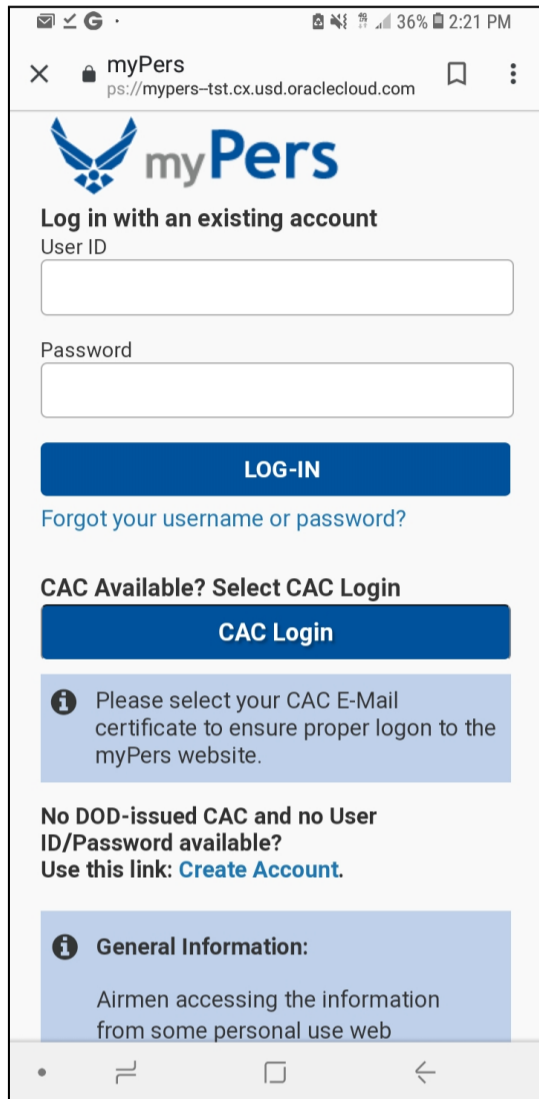 36% 2:21 PM
myPers
ps://mypers–tst.cx.usd.oraclecloud.com
myPers
Log in with an existing account
User ID
Password
LOG-IN
Forgot your username or password?
CAC Available? Select CAC Login
CAC Login
Please select your CAC E-Mail
certificate to ensure proper logon to the
myPers website.
No DOD-issued CAC and no User
ID/Password available?
Use this link: Create Account.
General Information:
Airmen accessing the information
from some personal use web